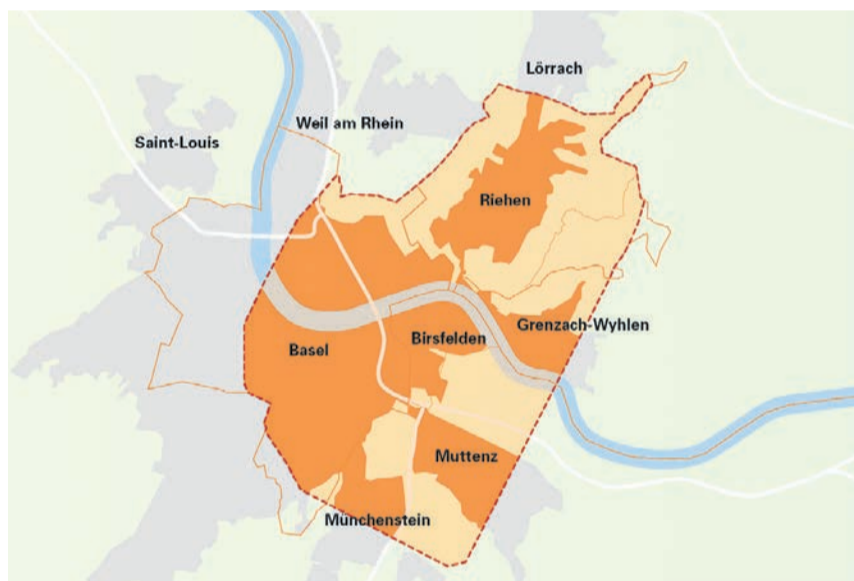 Lörrach
Weil am Rhein
Saint-Louis
Riehen
Grenzach-Wyhlen
Birsfelden
Basel
Muttenz
Münchenstein